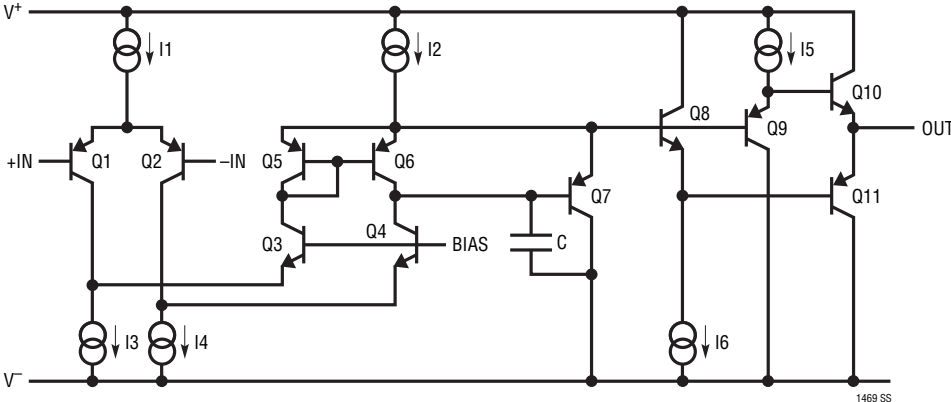 V+
I1
I2
I5
Q8
Q10
OUT
+IN
Q1
Q2
–IN
Q5
Q6
Q9
Q7
Q11
Q3
Q4
BIAS
C
I3
I4
I6
V–
1469 SS